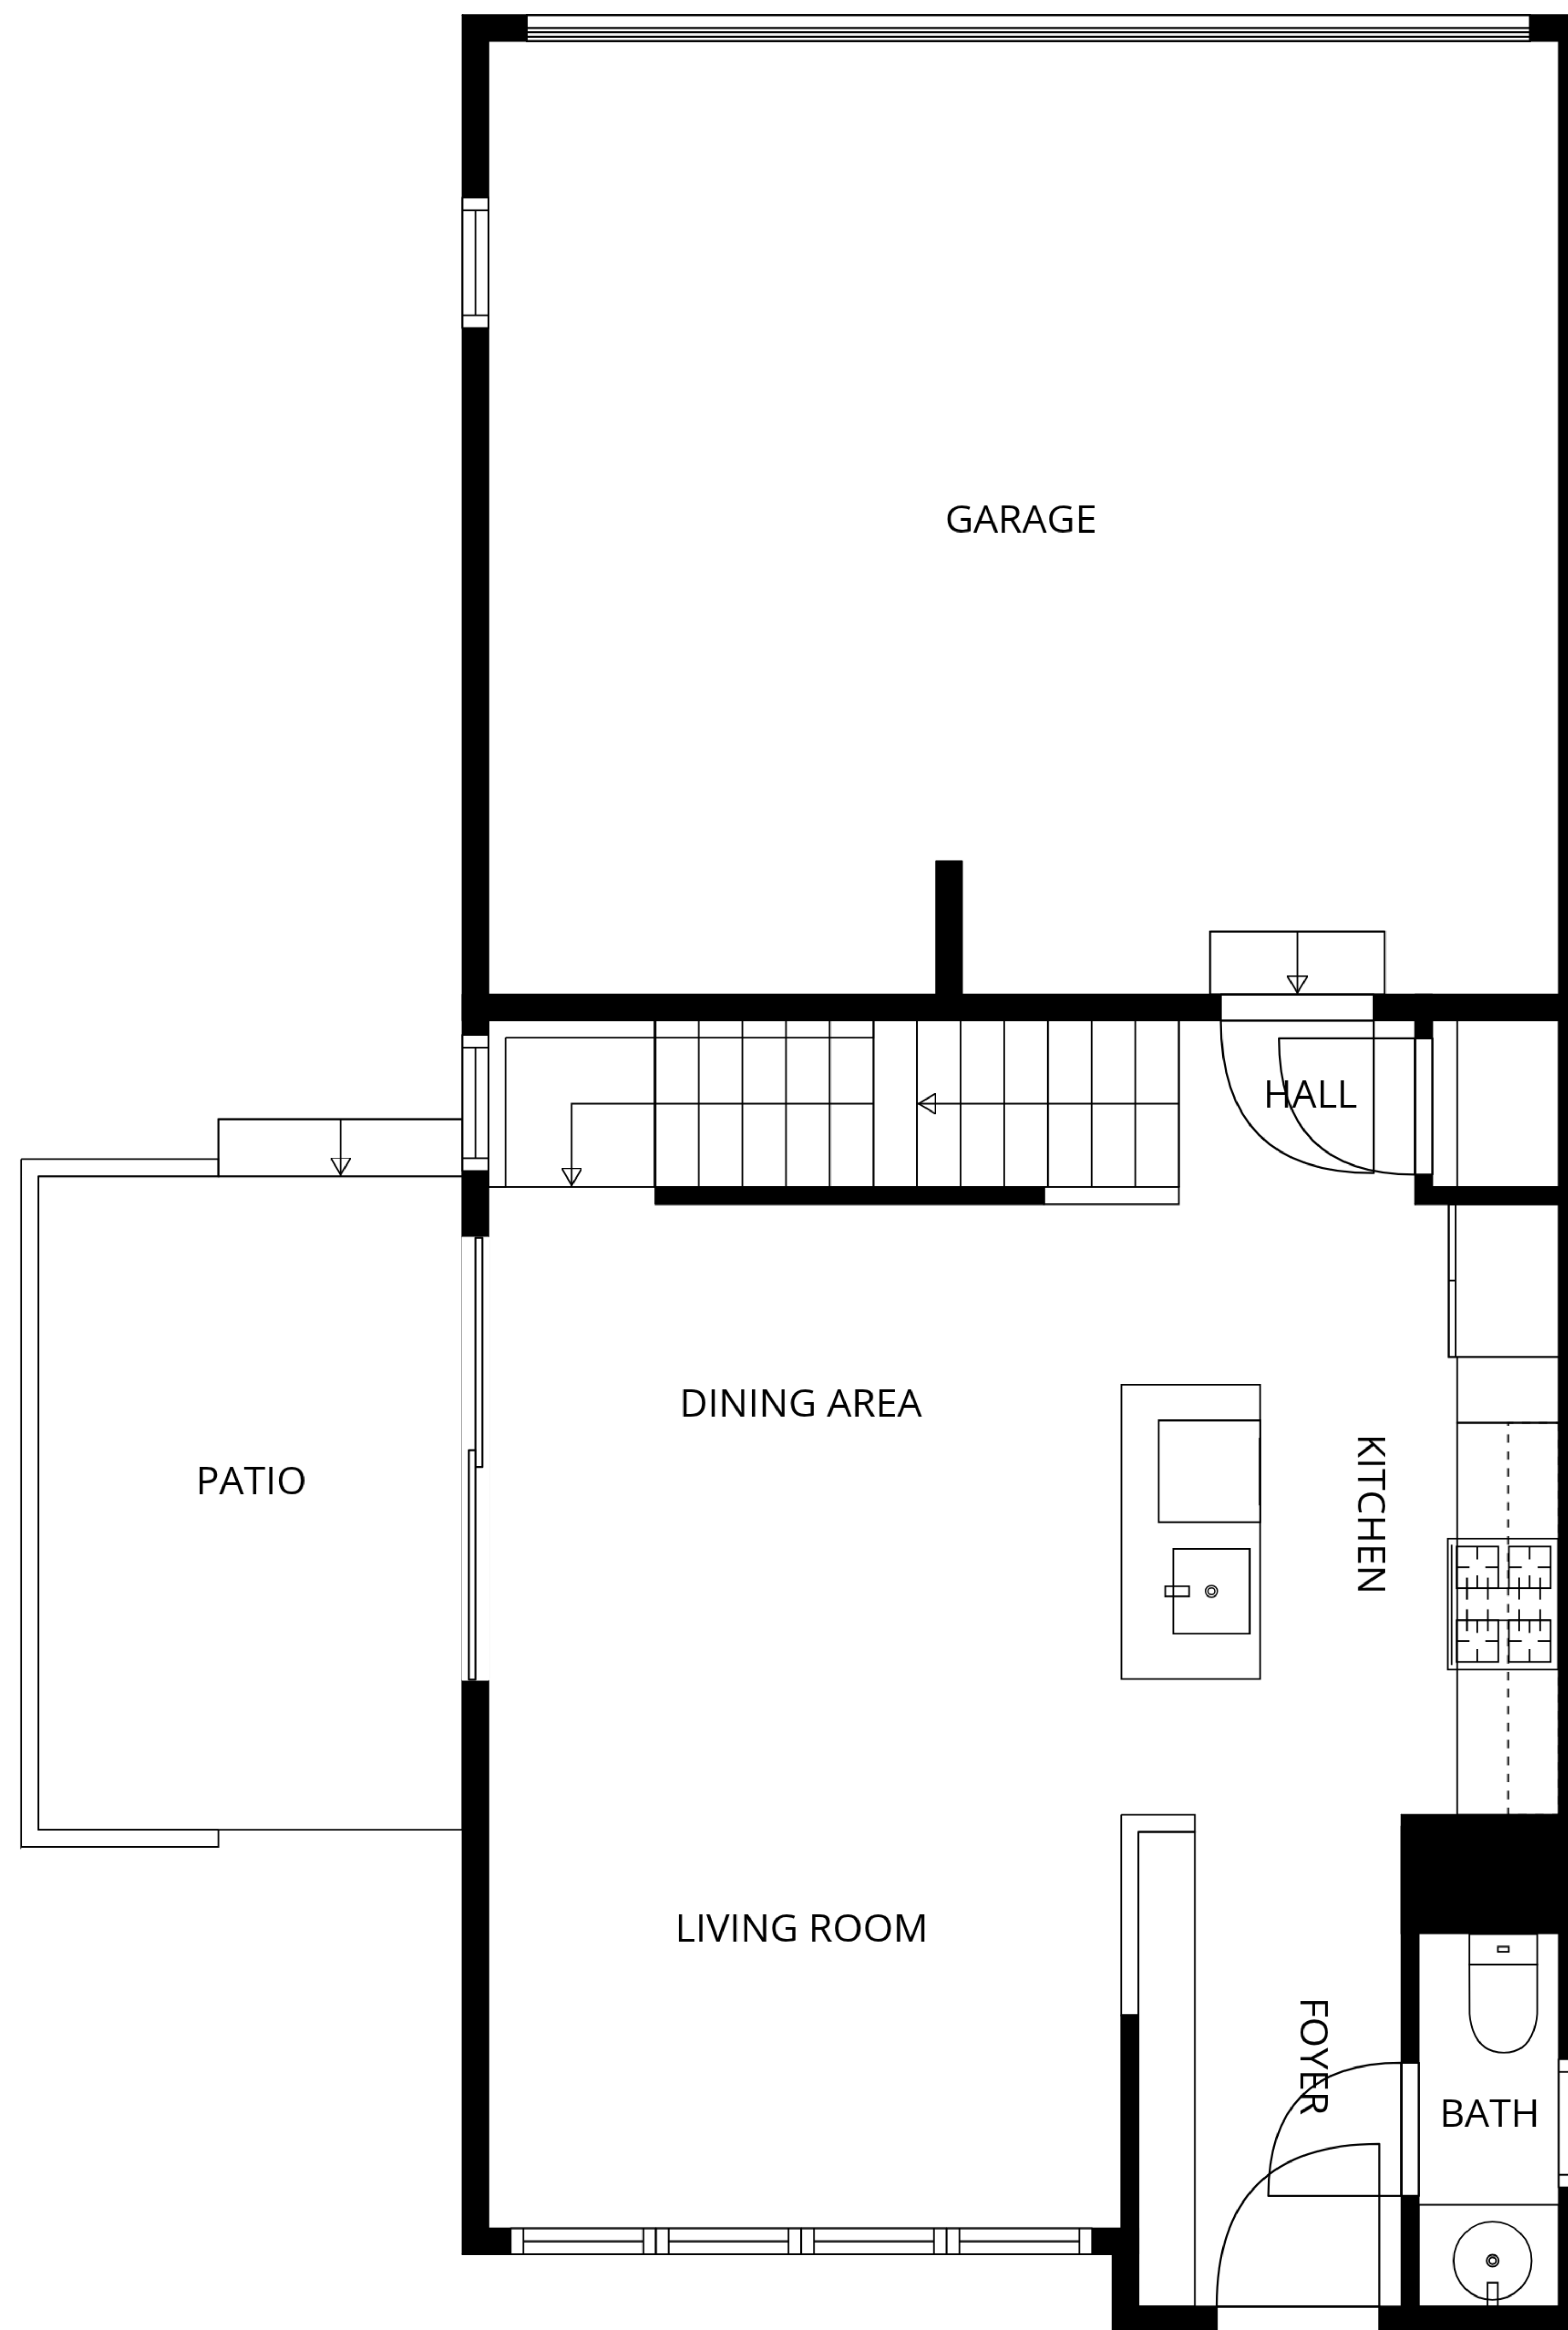 GARAGE
HALL
DINING AREA
KITCHEN
PATIO
LIVING ROOM
FOYER
BATH